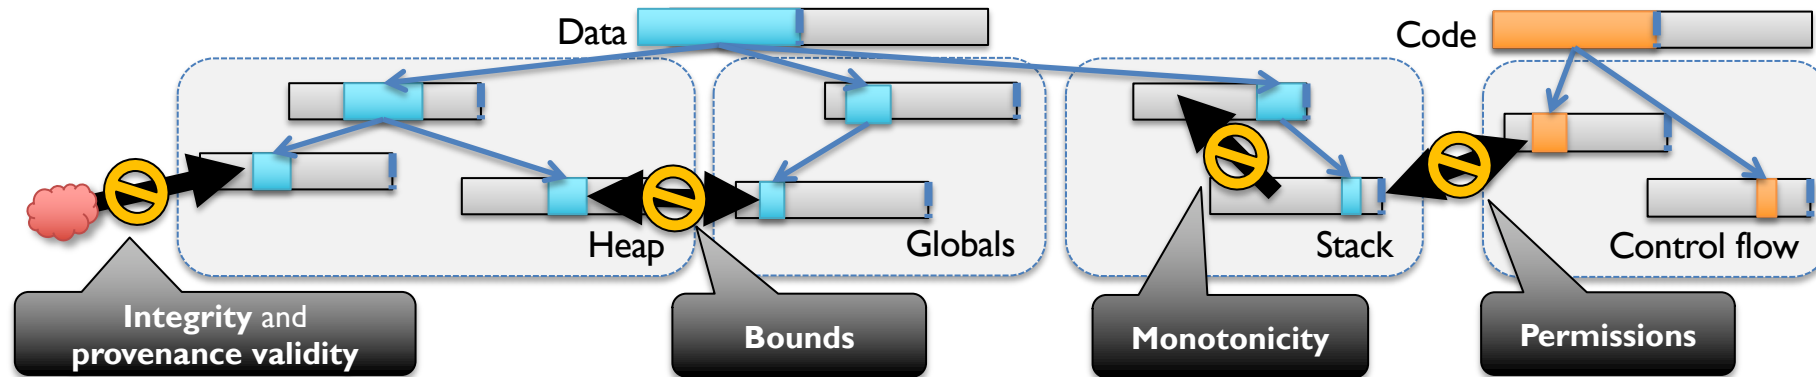 Data
Code
Heap
Globals
Stack
Control flow
Integrity and
provenance validity
Bounds
Monotonicity
Permissions